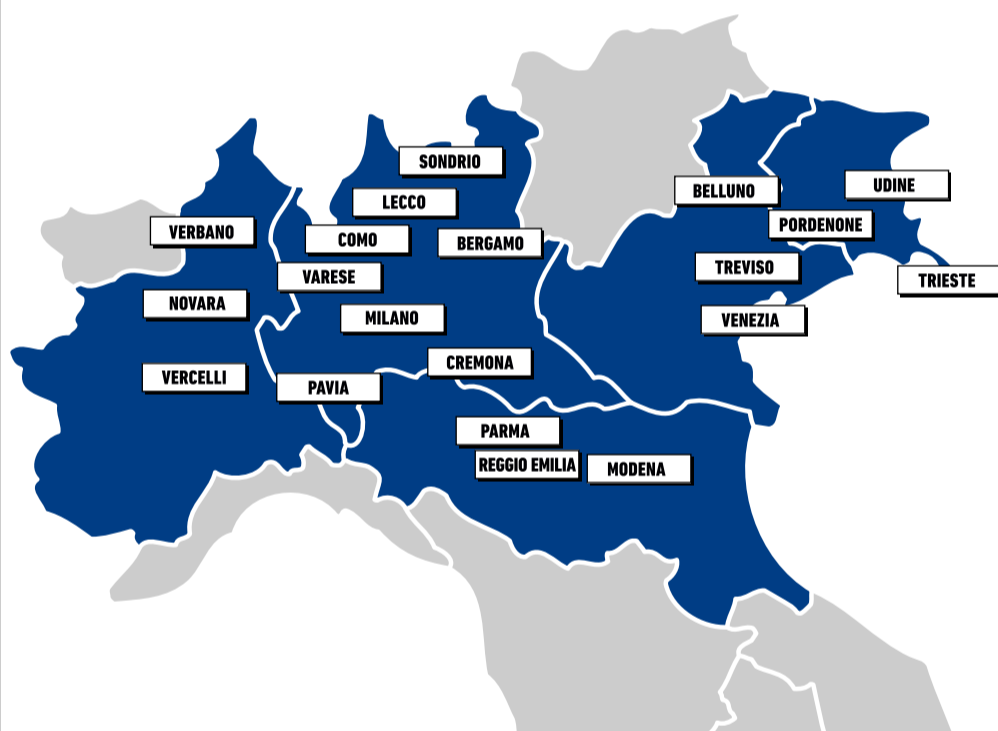 SONDRIO
BELLUNO
UDINE
LECCO
PORDENONE
VERBANO
COMO
BERGAMO
TREVISO
VARESE
TRIESTE
NOVARA
MILANO
VENEZIA
CREMONA
VERCELLI
PAVIA
PARMA
REGGIO EMILIA
MODENA